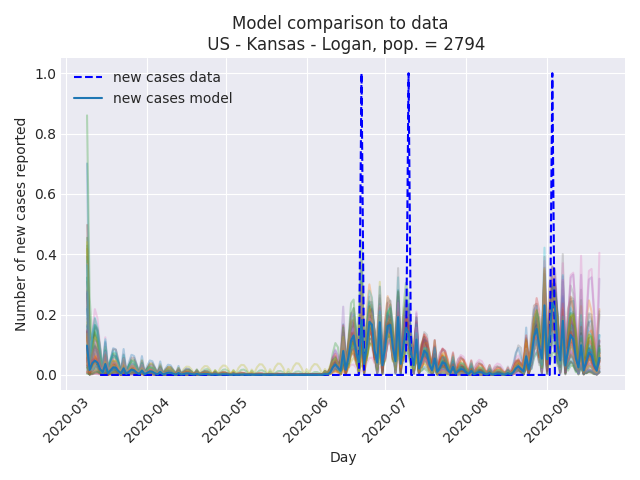 Model comparison to data
US - Kansas - Logan, pop. = 2794
new cases data
new cases model
Number of new cases reported
1.0
0.8
0.6
0.4
0.2
0.0
2020-03
2020-04
2020-05
2020-06
2020-07
2020-08
2020-09
Day